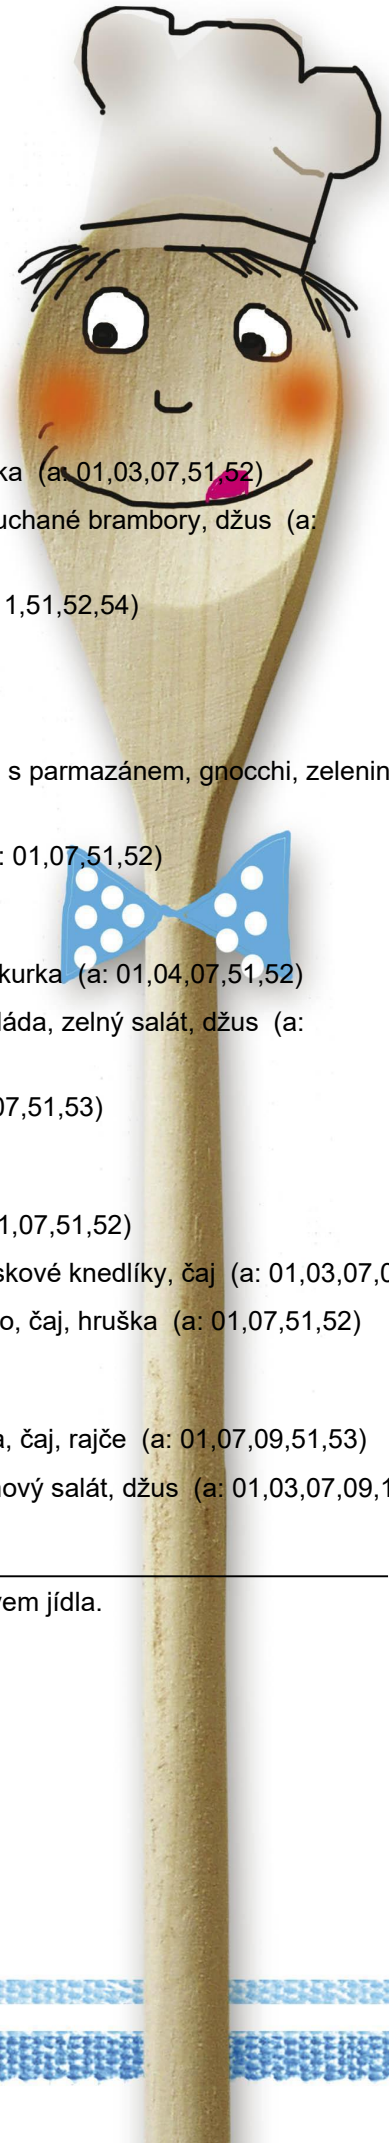 ka (a: 01,03,07,51,52)
uchané brambory, džus (a:
1,51,52,54)
s parmazánem, gnocchi, zelenin
: 01,07,51,52)
kurka (a: 01,04,07,51,52)
láda, zelný salát, džus (a:
07,51,53)
1,07,51,52)
skové knedlíky, čaj (a: 01,03,07,0
o, čaj, hruška (a: 01,07,51,52)
a, čaj, rajče (a: 01,07,09,51,53)
nový salát, džus (a: 01,03,07,09,1
vem jídla.